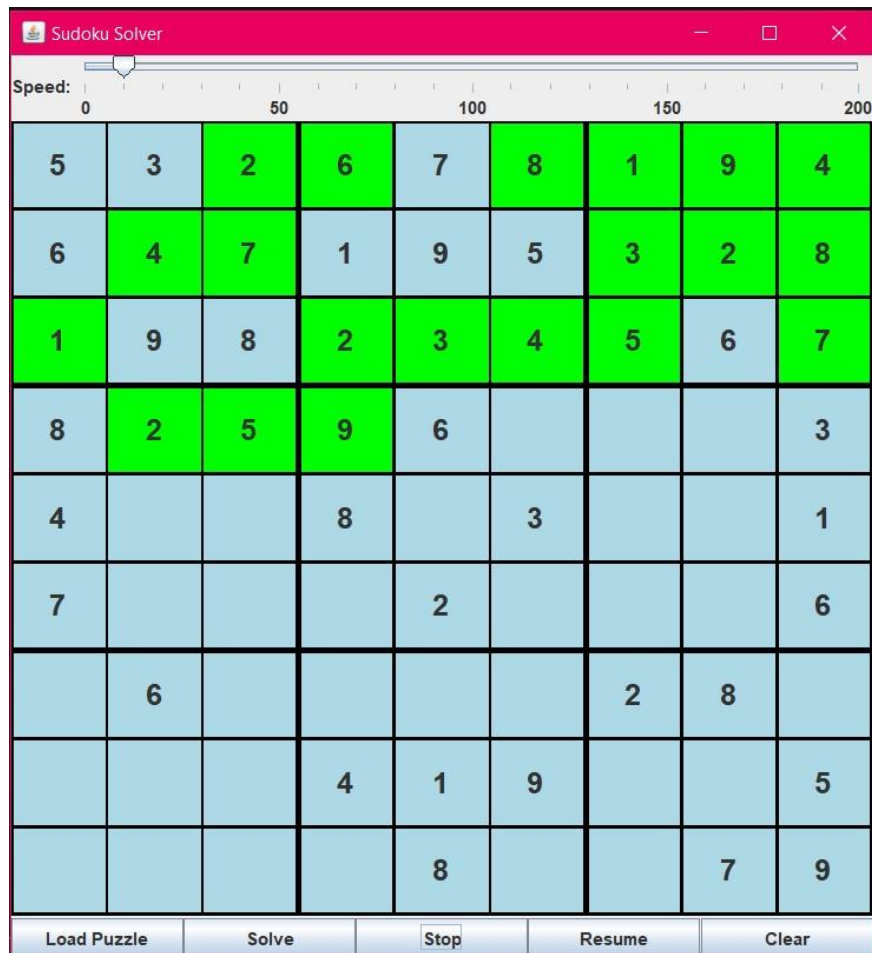 Sudoku Solver
Speed:
0 50 100 150 200
5 3 2 6 7 8 1 9 4
6 4 7 1 9 5 3 2 8
1 9 8 2 3 4 5 6 7
8 2 5 9 6 3
4 8 3 1
7 2 6
6 2 8
4 1 9 5
8 7 9
Load Puzzle Solve Stop Resume Clear